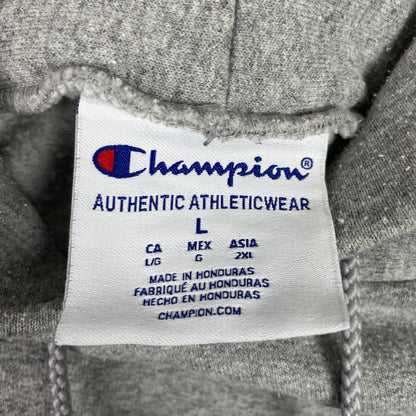 Champion®
AUTHENTIC ATHLETICWEAR
L
CA MEX ASIA
L/G G 2XL
MADE IN HONDURAS
FABRIQUÉ AU HONDURAS
HECHO EN HONDURAS
CHAMPION.COM